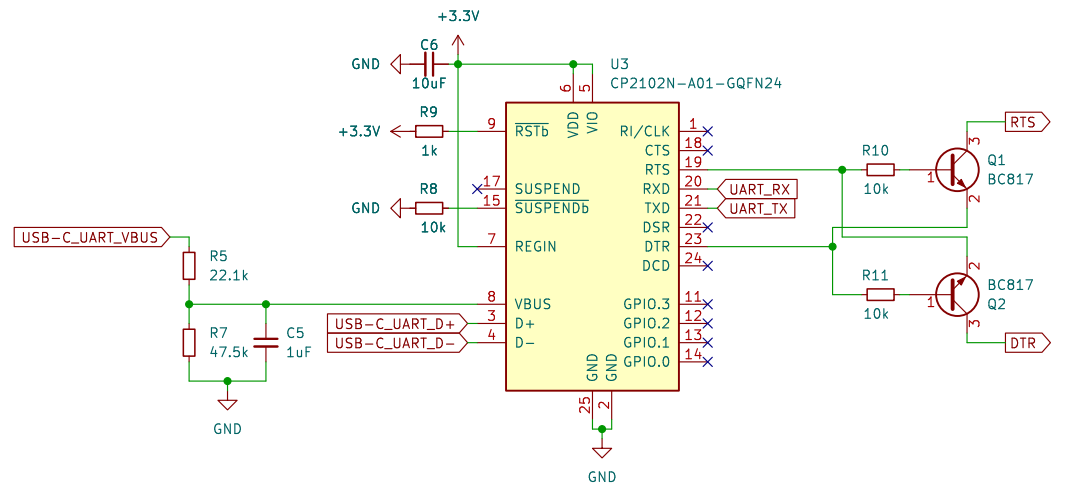 +3.3V
C6
GND
10uF
U3
CP2102N-A01-GQFN24
6
5
VDD
VIO
R9
+3.3V
1k
9
RSTb
RI/CLK
1
CTS
18
RTS
19
17
SUSPEND
RXD
20
UART_RX
R8
GND
10k
15
SUSPENDb
TXD
21
UART_TX
DSR
22
7
REGIN
DTR
23
DCD
24
R10
10k
RTS
3
1
Q1
BC817
2
USB-C_UART_VBUS
R5
22.1k
8
VBUS
GPIO.3
11
USB-C_UART_D+
3
D+
GPIO.2
12
USB-C_UART_D-
4
D-
GPIO.1
13
GPIO.0
14
R7
47.5k
C5
1uF
GND
GND
GND
25
2
GND
R11
10k
2
1
BC817
Q2
3
DTR